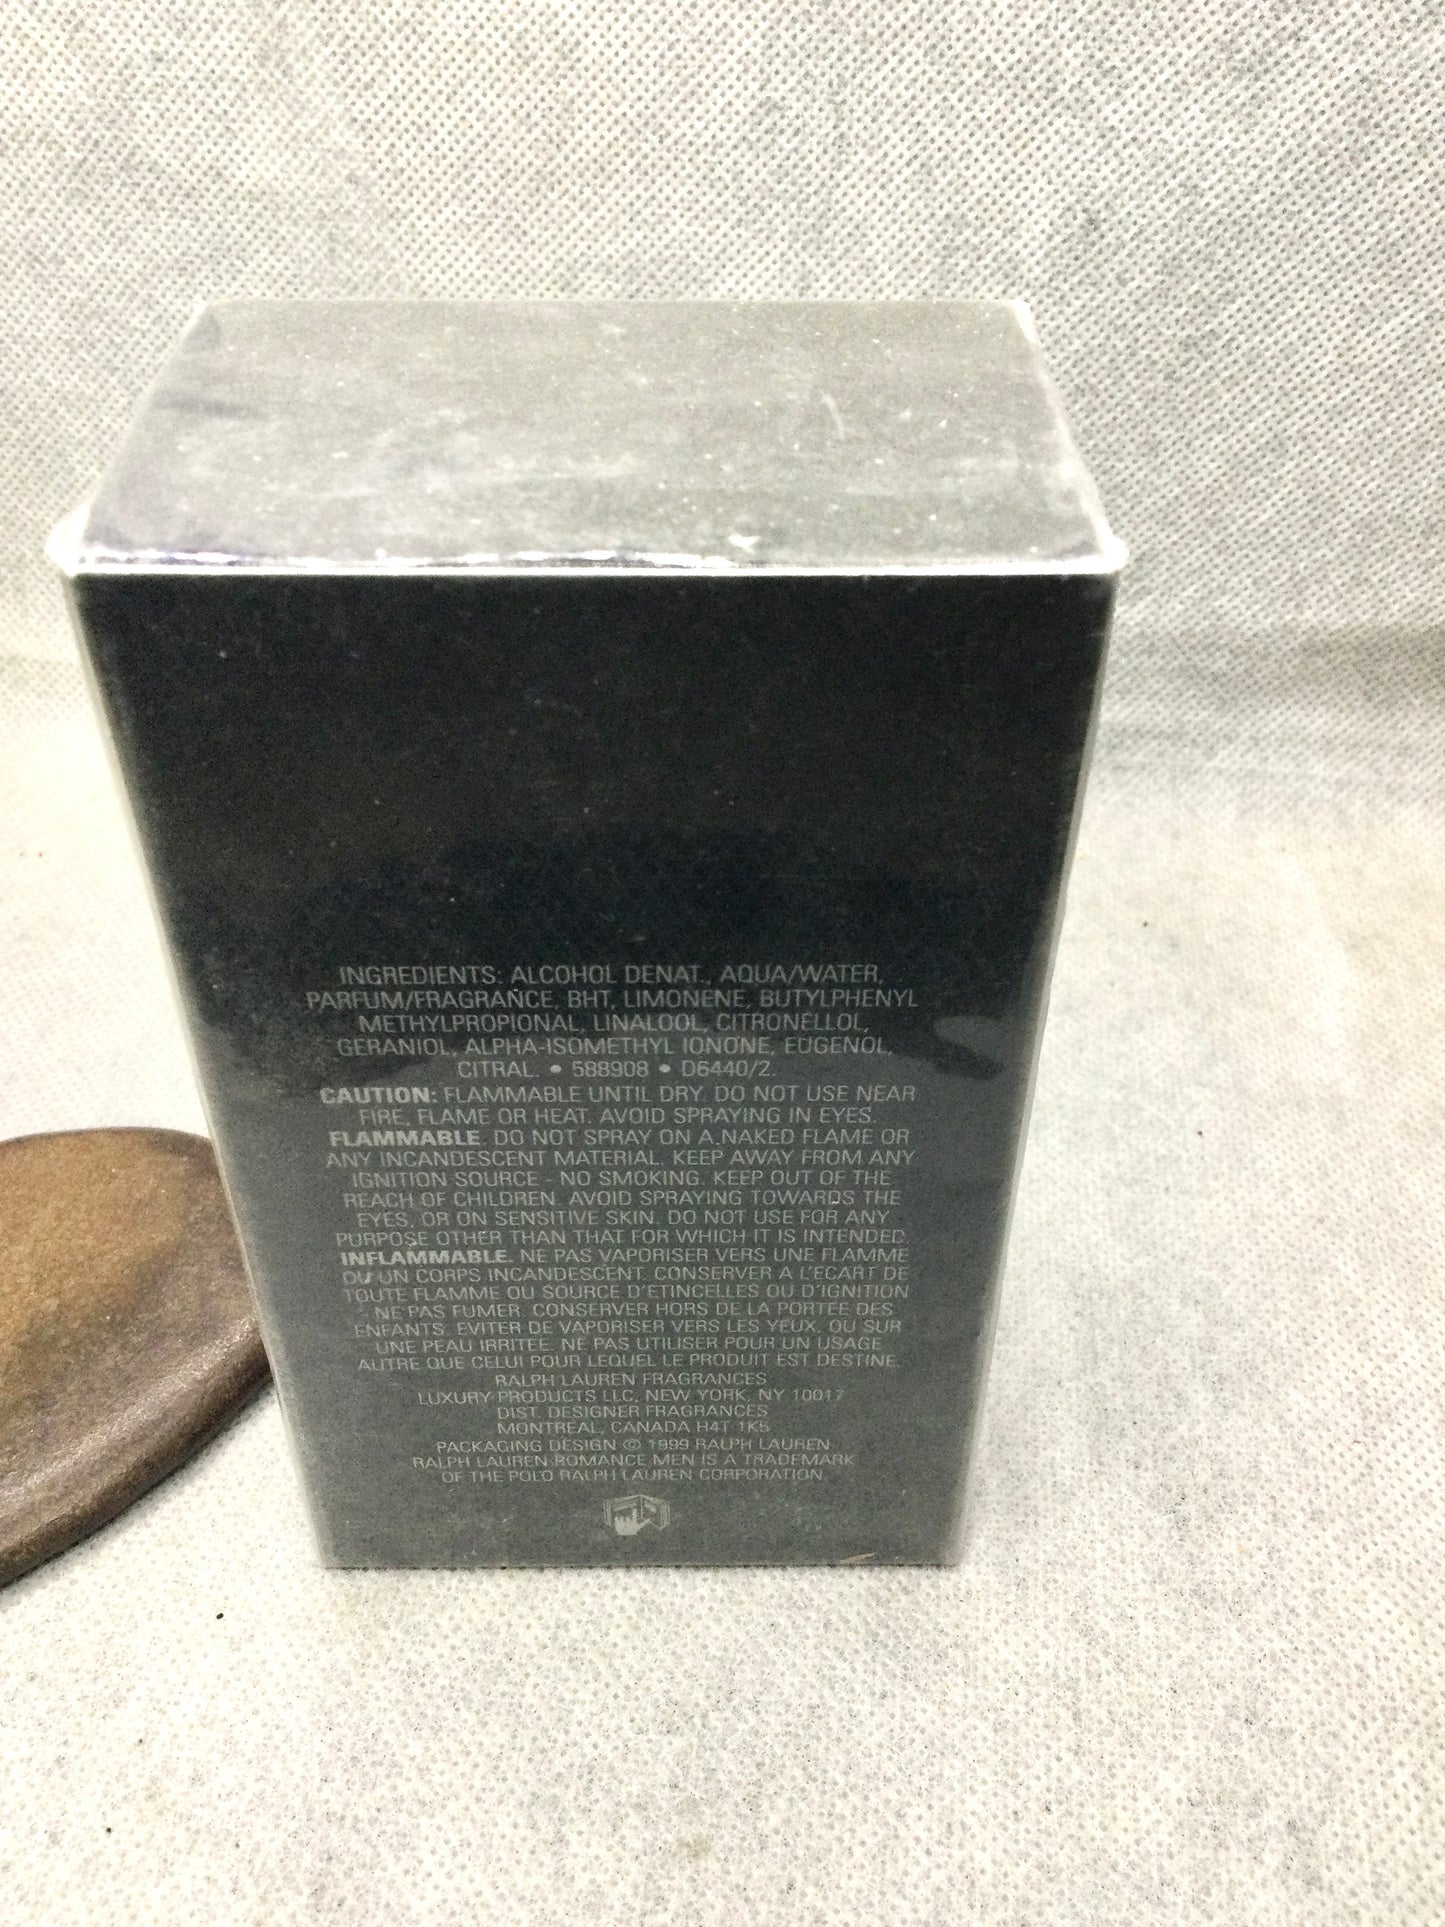 INGREDIENTS: ALCOHOL DENAT., AQUA/WATER,
PARFUM/FRAGRANCE, BHT, LIMONENE, BUTYLPHENYL
METHYLPROPIONAL, LINALOOL, CITRONELLOL,
GERANIOL, ALPHA-ISOMETHYL IONONE, EUGENOL,
CITRAL. • 588908 • D6440/2.
CAUTION: FLAMMABLE UNTIL DRY. DO NOT USE NEAR
FIRE, FLAME OR HEAT. AVOID SPRAYING IN EYES.
FLAMMABLE. DO NOT SPRAY ON A NAKED FLAME OR
ANY INCANDESCENT MATERIAL. KEEP AWAY FROM ANY
IGNITION SOURCE - NO SMOKING. KEEP OUT OF THE
REACH OF CHILDREN. AVOID SPRAYING TOWARDS THE
EYES, OR ON SENSITIVE SKIN. DO NOT USE FOR ANY
PURPOSE OTHER THAN THAT FOR WHICH IT IS INTENDED.
INFLAMMABLE. NE PAS VAPORISER VERS UNE FLAMME
OU UN CORPS INCANDESCENT. CONSERVER A L'ECART DE
TOUTE FLAMME OU SOURCE D'ETINCELLES OU D'IGNITION
- NE PAS FUMER. CONSERVER HORS DE LA PORTEE DES
ENFANTS. EVITER DE VAPORISER VERS LES YEUX, OU SUR
UNE PEAU IRRITEE. NE PAS UTILISER POUR UN USAGE
AUTRE QUE CELUI POUR LEQUEL LE PRODUIT EST DESTINE.
RALPH LAUREN FRAGRANCES
LUXURY PRODUCTS LLC, NEW YORK, NY 10017
DIST. DESIGNER FRAGRANCES
MONTREAL, CANADA H4T 1K5
PACKAGING DESIGN © 1999 RALPH LAUREN
RALPH LAUREN ROMANCE MEN IS A TRADEMARK
OF THE POLO RALPH LAUREN CORPORATION.